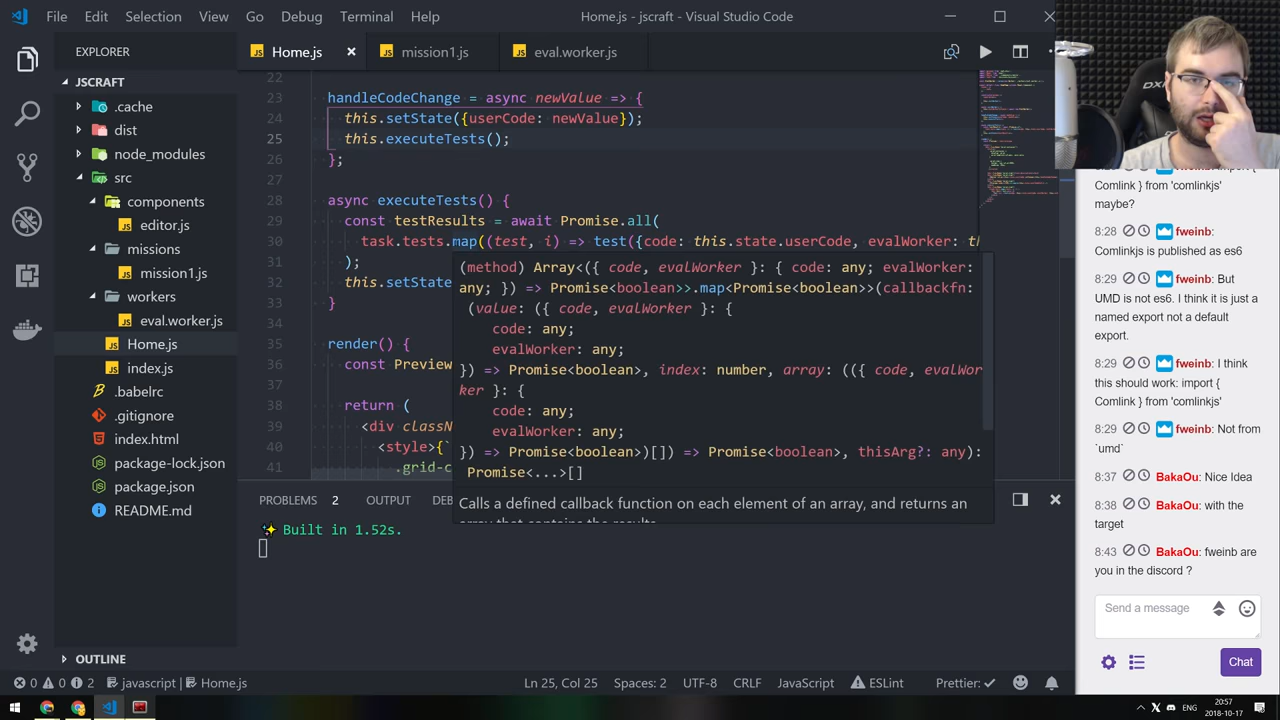 File Edit Selection View Go Debug Terminal Help
Home.js - jscraft - Visual Studio Code
EXPLORER
JSCRAFT
.cache
dist
node_modules
src
components
editor.js
missions
mission1.js
workers
eval.worker.js
Home.js
index.js
.babelrc
.gitignore
index.html
package-lock.json
package.json
README.md
OUTLINE
Home.js
mission1.js
eval.worker.js
22
23 handleCodeChange = async newValue => {
24 this.setState({userCode: newValue});
25 this.executeTests();
26 };
27
28 async executeTests() {
29 const testResults = await Promise.all(
30 task.tests.map((test, i) => test({code: this.state.userCode, evalWorker: th
31 );
32 this.setState
33 }
34
35 render() {
36 const Preview
37
38 return (
39 <div classN
40 <style>{`
41 .grid-c
(method) Array<({ code, evalWorker }: { code: any; evalWorker:
any; }) => Promise<boolean>>.map<Promise<boolean>>(callbackfn:
(value: ({ code, evalWorker }: {
code: any;
evalWorker: any;
}) => Promise<boolean>, index: number, array: (({ code, evalWor
ker }: {
code: any;
evalWorker: any;
}) => Promise<boolean>)[]) => Promise<boolean>, thisArg?: any):
Promise<...>[]
Calls a defined callback function on each element of an array, and returns an
PROBLEMS 2 OUTPUT DEB
✨ Built in 1.52s.
DXR
Comlink } from 'comlinkjs'
maybe?
8:28 fweinb:
Comlinkjs is published as es6
8:29 fweinb: But
UMD is not es6. I think it is just a
named export not a default
export.
8:29 fweinb: I think
this should work: import {
Comlink } from 'comlinkjs'
8:29 fweinb: Not from
`umd`
8:37 BakaOu: Nice Idea
8:38 BakaOu: with the
target
8:43 BakaOu: fweinb are
you in the discord ?
Send a message
Chat
0 0 2 javascript Home.js
Ln 25, Col 25 Spaces: 2 UTF-8 CRLF JavaScript ESLint Prettier: ✓
ENG
20:57
2018-10-17